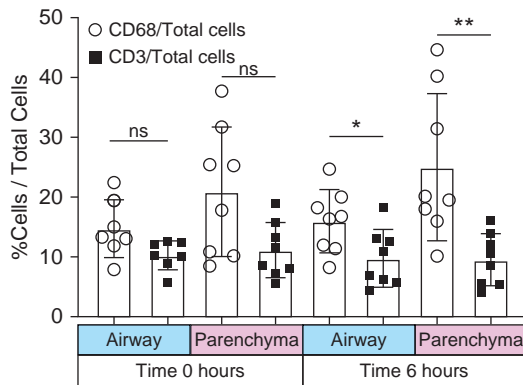 CD68/Total cells
CD3/Total cells
%Cells / Total Cells
50
40
30
20
10
0
ns
ns
*
**
Airway
Parenchyma
Airway
Parenchyma
Time 0 hours
Time 6 hours